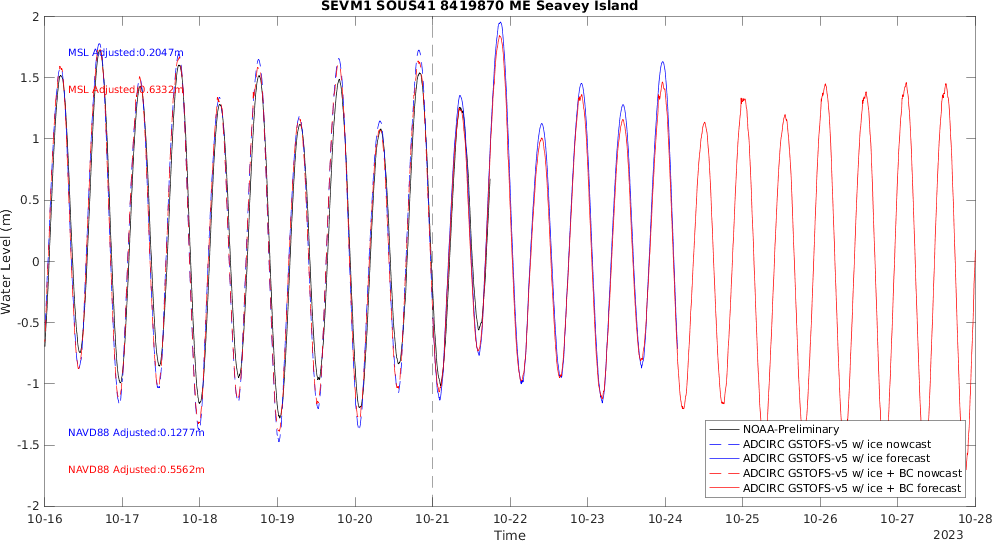 SEVM1 SOUS41 8419870 ME Seavey Island
2
1.5
1
0.5
0
-0.5
-1
-1.5
-2
Water Level (m)
MSL Adjusted:0.2047m
MSL Adjusted:0.6332m
NAVD88 Adjusted:0.1277m
NAVD88 Adjusted:0.5562m
NOAA-Preliminary
ADCIRC GSTOFS-v5 w/ ice nowcast
ADCIRC GSTOFS-v5 w/ ice forecast
ADCIRC GSTOFS-v5 w/ ice + BC nowcast
ADCIRC GSTOFS-v5 w/ ice + BC forecast
10-16 10-17 10-18 10-19 10-20 10-21 10-22 10-23 10-24 10-25 10-26 10-27 10-28
Time
2023